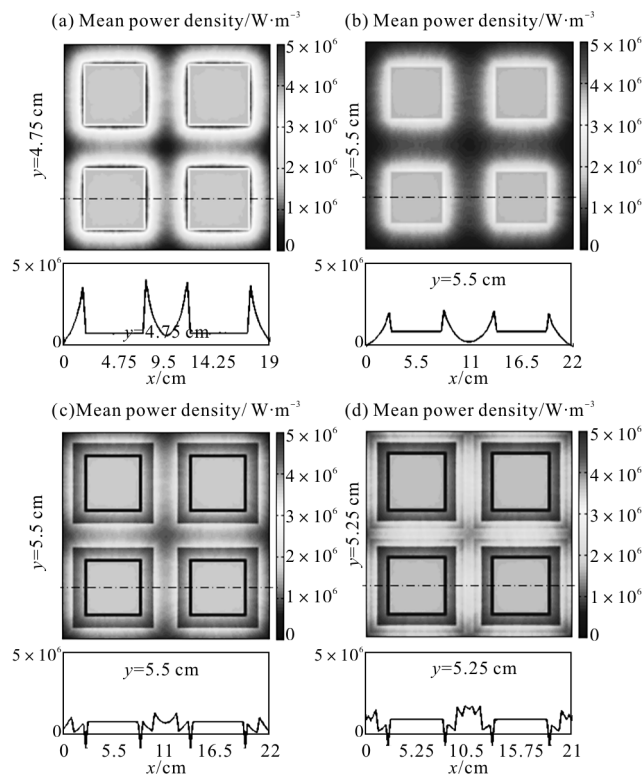 (a) Mean power density/W·m⁻³
y=4.75 cm
5×10⁶
4×10⁶
3×10⁶
2×10⁶
1×10⁶
0
5×10⁶
0
y=4.75 cm
0 4.75 9.5 14.25 19
x/cm
(b) Mean power density/W·m⁻³
y=5.5 cm
5×10⁶
4×10⁶
3×10⁶
2×10⁶
1×10⁶
0
5×10⁶
0
y=5.5 cm
0 5.5 11 16.5 22
x/cm
(c)Mean power density/ W·m⁻³
y=5.5 cm
5×10⁶
4×10⁶
3×10⁶
2×10⁶
1×10⁶
0
5×10⁶
0
y=5.5 cm
0 5.5 11 16.5 22
x/cm
(d) Mean power density/W·m⁻³
y=5.25 cm
5×10⁶
4×10⁶
3×10⁶
2×10⁶
1×10⁶
0
5×10⁶
0
y=5.25 cm
0 5.25 10.5 15.75 21
x/cm